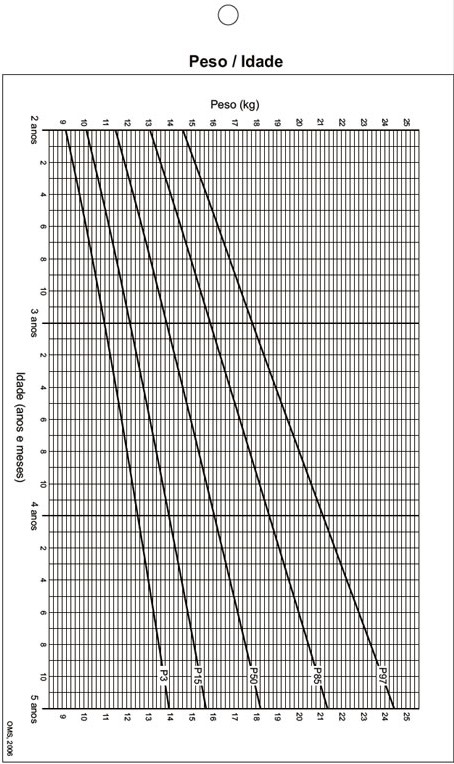 Peso / Idade
Peso (kg)
9 10 11 12 13 14 15 16 17 18 19 20 21 22 23 24 25
2 anos
2
4
6
8
10
3 anos
2
4
6
8
10
4 anos
2
4
6
8
10
5 anos
Idade (anos e meses)
P3 P15 P50 P85 P97
9 10 11 12 13 14 15 16 17 18 19 20 21 22 23 24 25
OMS, 2006